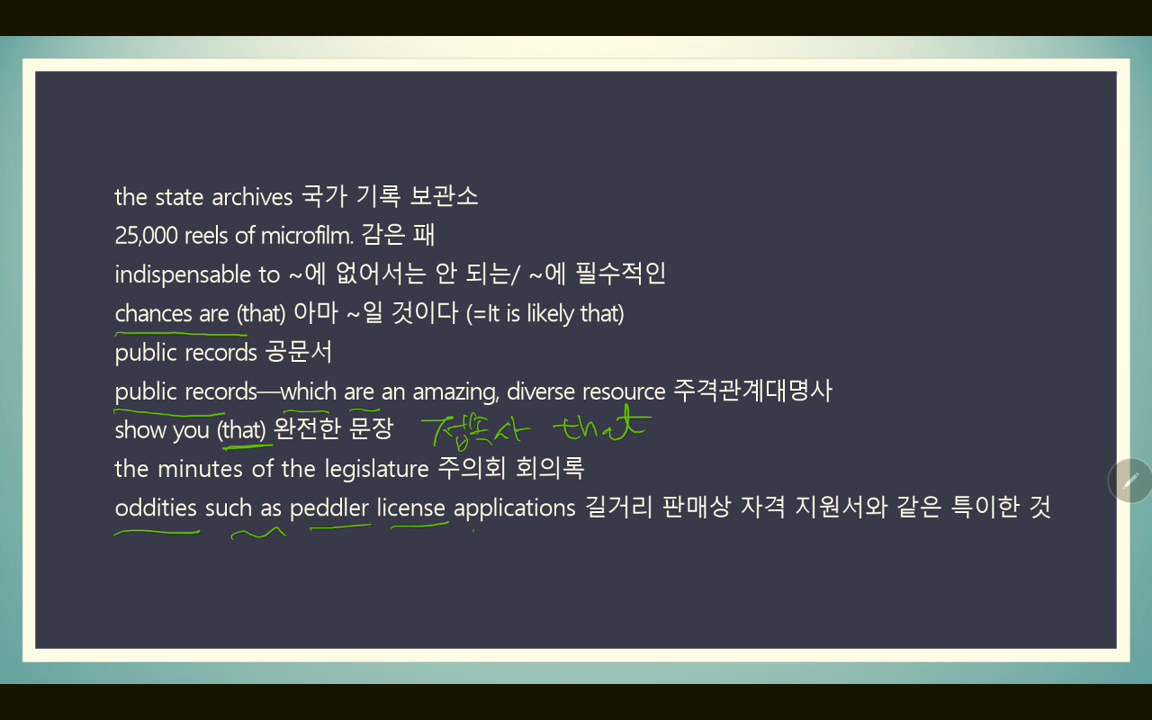 the state archives 국가 기록 보관소
25,000 reels of microfilm. 감은 패
indispensable to ~에 없어서는 안 되는/ ~에 필수적인
chances are (that) 아마 ~일 것이다 (=It is likely that)
public records 공문서
public records—which are an amazing, diverse resource 주격관계대명사
show you (that) 완전한 문장 접속사 that
the minutes of the legislature 주의회 회의록
oddities such as peddler license applications 길거리 판매상 자격 지원서와 같은 특이한 것